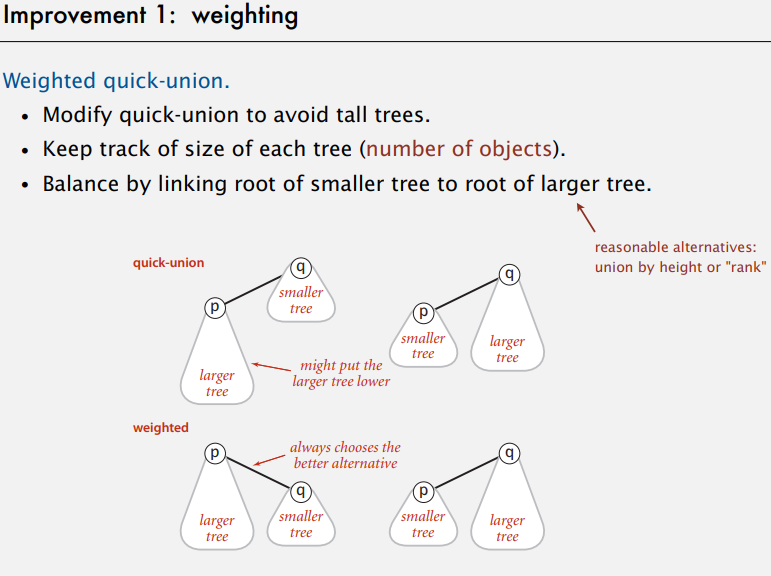 Improvement 1: weighting
Weighted quick-union.
• Modify quick-union to avoid tall trees.
• Keep track of size of each tree (number of objects).
• Balance by linking root of smaller tree to root of larger tree.
reasonable alternatives:
union by height or "rank"
quick-union
q
smaller
tree
p
larger
tree
might put the
larger tree lower
q
p
smaller
tree
larger
tree
weighted
p
always chooses the
better alternative
q
larger
tree
smaller
tree
q
p
smaller
tree
larger
tree